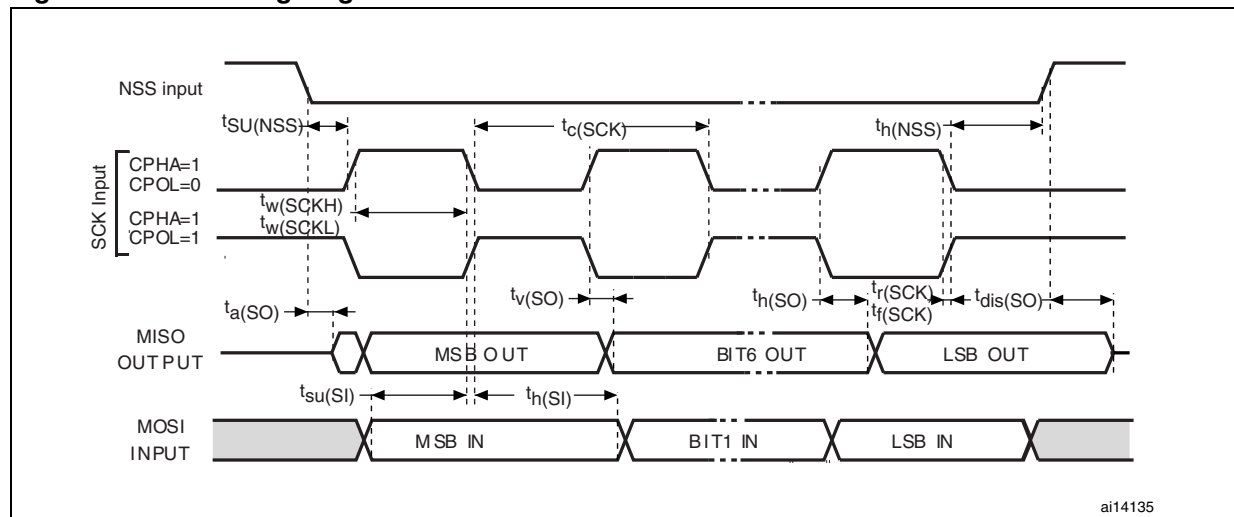 NSS input
tSU(NSS)
tc(SCK)
th(NSS)
SCK Input
CPHA=1
CPOL=0
tw(SCKH)
tw(SCKL)
CPHA=1
CPOL=1
ta(SO)
tv(SO)
th(SO)
tr(SCK)
tf(SCK)
tdis(SO)
MISO
OUTPUT
MSB OUT
BIT6 OUT
LSB OUT
tsu(SI)
th(SI)
MOSI
INPUT
MSB IN
BIT1 IN
LSB IN
ai14135